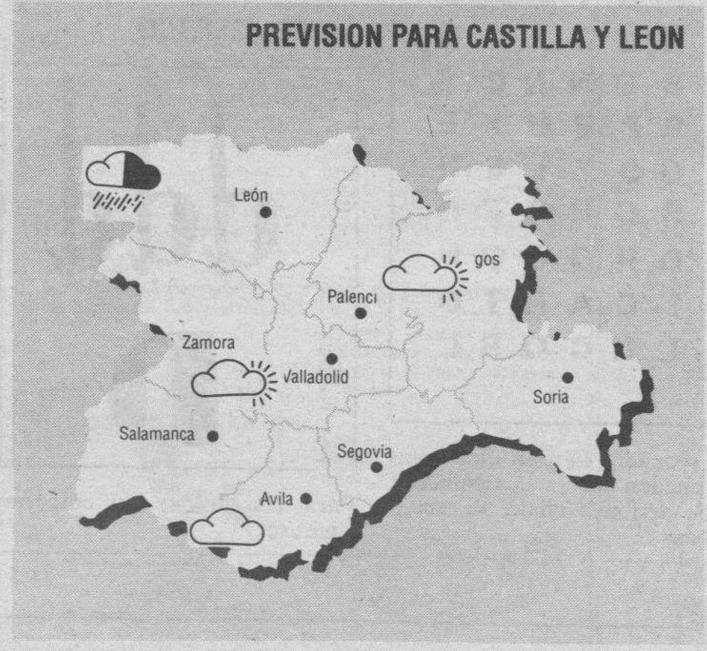 PREVISION PARA CASTILLA Y LEON
León
gos
Palenci
Zamora
Valladolid
Soria
Salamanca
Segovia
Avila